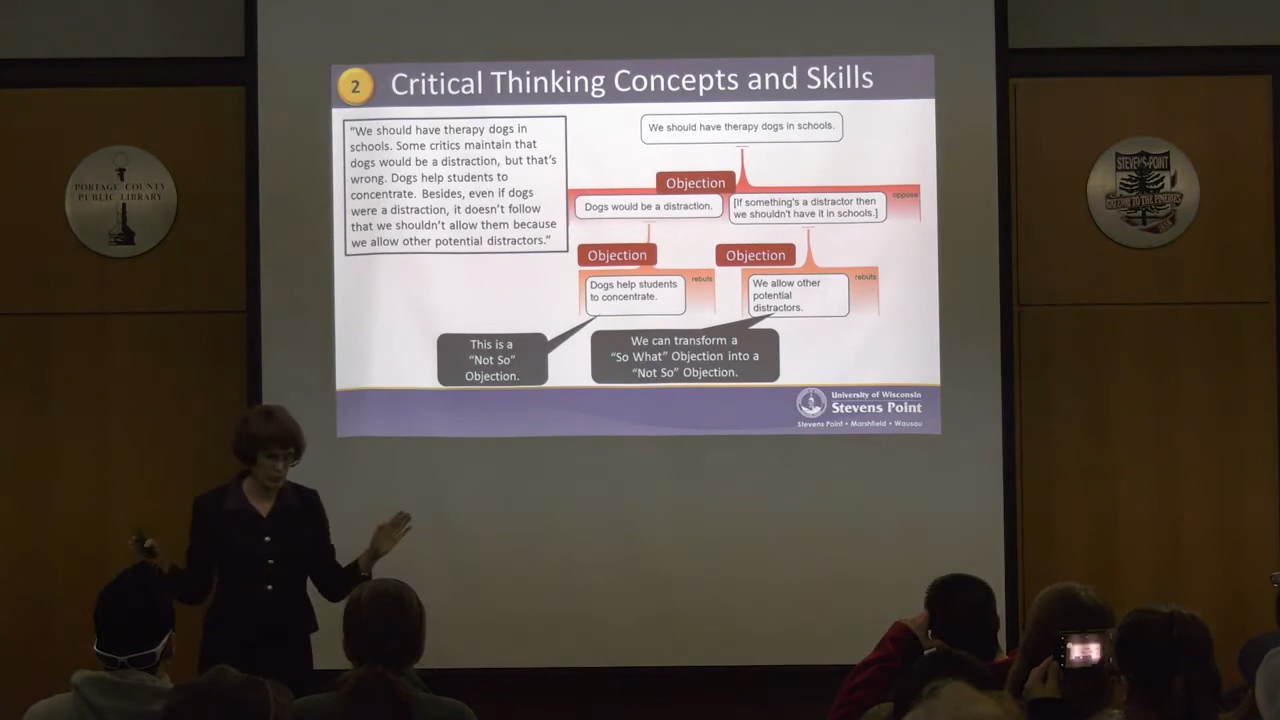 2
Critical Thinking Concepts and Skills
"We should have therapy dogs in
schools. Some critics maintain that
dogs would be a distraction, but that's
wrong. Dogs help students to
concentrate. Besides, even if dogs
were a distraction, it doesn't follow
that we shouldn't allow them because
we allow other potential distractors."
We should have therapy dogs in schools.
Objection
oppose
Dogs would be a distraction.
[If something's a distractor then
we shouldn't have it in schools.]
Objection
rebuts
Dogs help students
to concentrate.
Objection
rebuts
We allow other
potential
distractors.
This is a
"Not So"
Objection.
We can transform a
"So What" Objection into a
"Not So" Objection.
University of Wisconsin
Stevens Point
Stevens Point • Marshfield • Wausau
PORTAGE COUNTY
PUBLIC LIBRARY
STEVENS POINT
GATEWAY TO THE PINERIES